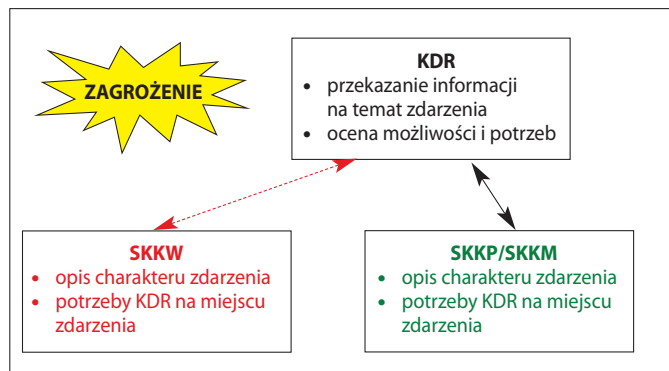 ZAGROŻENIE
KDR
• przekazanie informacji
na temat zdarzenia
• ocena możliwości i potrzeb
SKKW
• opis charakteru zdarzenia
• potrzeby KDR na miejscu
zdarzenia
SKKP/SKKM
• opis charakteru zdarzenia
• potrzeby KDR na miejscu
zdarzenia